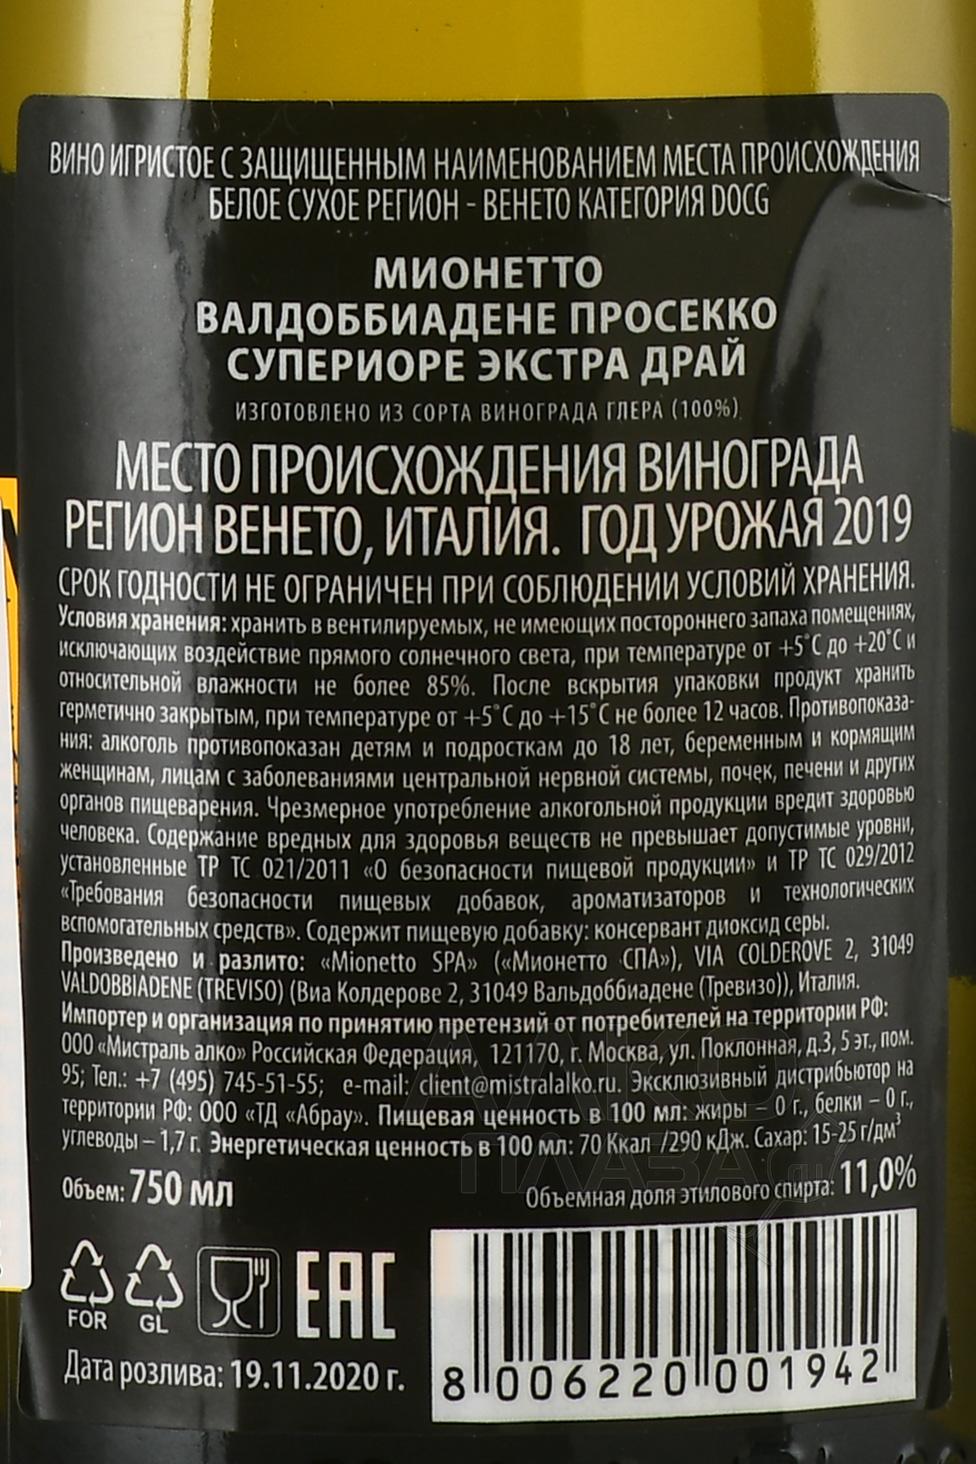 ВИНО ИГРИСТОЕ С ЗАЩИЩЕННЫМ НАИМЕНОВАНИЕМ МЕСТА ПРОИСХОЖДЕНИЯ
БЕЛОЕ СУХОЕ РЕГИОН - ВЕНЕТО КАТЕГОРИЯ DOCG
МИОНЕТТО
ВАЛДОББИАДЕНЕ ПРОСЕККО
СУПЕРИОРЕ ЭКСТРА ДРАЙ
ИЗГОТОВЛЕНО ИЗ СОРТА ВИНОГРАДА ГЛЕРА (100%)
МЕСТО ПРОИСХОЖДЕНИЯ ВИНОГРАДА
РЕГИОН ВЕНЕТО, ИТАЛИЯ. ГОД УРОЖАЯ 2019
СРОК ГОДНОСТИ НЕ ОГРАНИЧЕН ПРИ СОБЛЮДЕНИИ УСЛОВИЙ ХРАНЕНИЯ.
Условия хранения: хранить в вентилируемых, не имеющих постороннего запаха помещениях,
исключающих воздействие прямого солнечного света, при температуре от +5˚С до +20˚С и
относительной влажности не более 85%. После вскрытия упаковки продукт хранить
герметично закрытым, при температуре от +5˚С до +15˚С не более 12 часов. Противопоказа-
ния: алкоголь противопоказан детям и подросткам до 18 лет, беременным и кормящим
женщинам, лицам с заболеваниями центральной нервной системы, почек, печени и других
органов пищеварения. Чрезмерное употребление алкогольной продукции вредит здоровью
человека. Содержание вредных для здоровья веществ не превышает допустимые уровни,
установленные ТР ТС 021/2011 «О безопасности пищевой продукции» и ТР ТС 029/2012
«Требования безопасности пищевых добавок, ароматизаторов и технологических
вспомогательных средств». Содержит пищевую добавку: консервант диоксид серы.
Произведено и разлито: «Mionetto SPA» («Мионетто СПА»), VIA COLDEROVE 2, 31049
VALDOBBIADENE (TREVISO) (Виа Колдерове 2, 31049 Вальдоббиадене (Тревизо)), Италия.
Импортер и организация по принятию претензий от потребителей на территории РФ:
ООО «Мистраль алко» Российская Федерация, 121170, г. Москва, ул. Поклонная, д.3, 5 эт., пом.
95; Тел.: +7 (495) 745-51-55; e-mail: client@mistralalko.ru. Эксклюзивный дистрибьютор на
территории РФ: ООО «ТД «Абрау». Пищевая ценность в 100 мл: жиры – 0 г., белки – 0 г.,
углеводы – 1,7 г. Энергетическая ценность в 100 мл: 70 Ккал /290 кДж. Сахар: 15-25 г/дм³
Объем: 750 мл
Объемная доля этилового спирта: 11,0%
FOR GL EAC
Дата розлива: 19.11.2020 г.
8 006220 001942
АЛКО
ПЛАЗА.ru